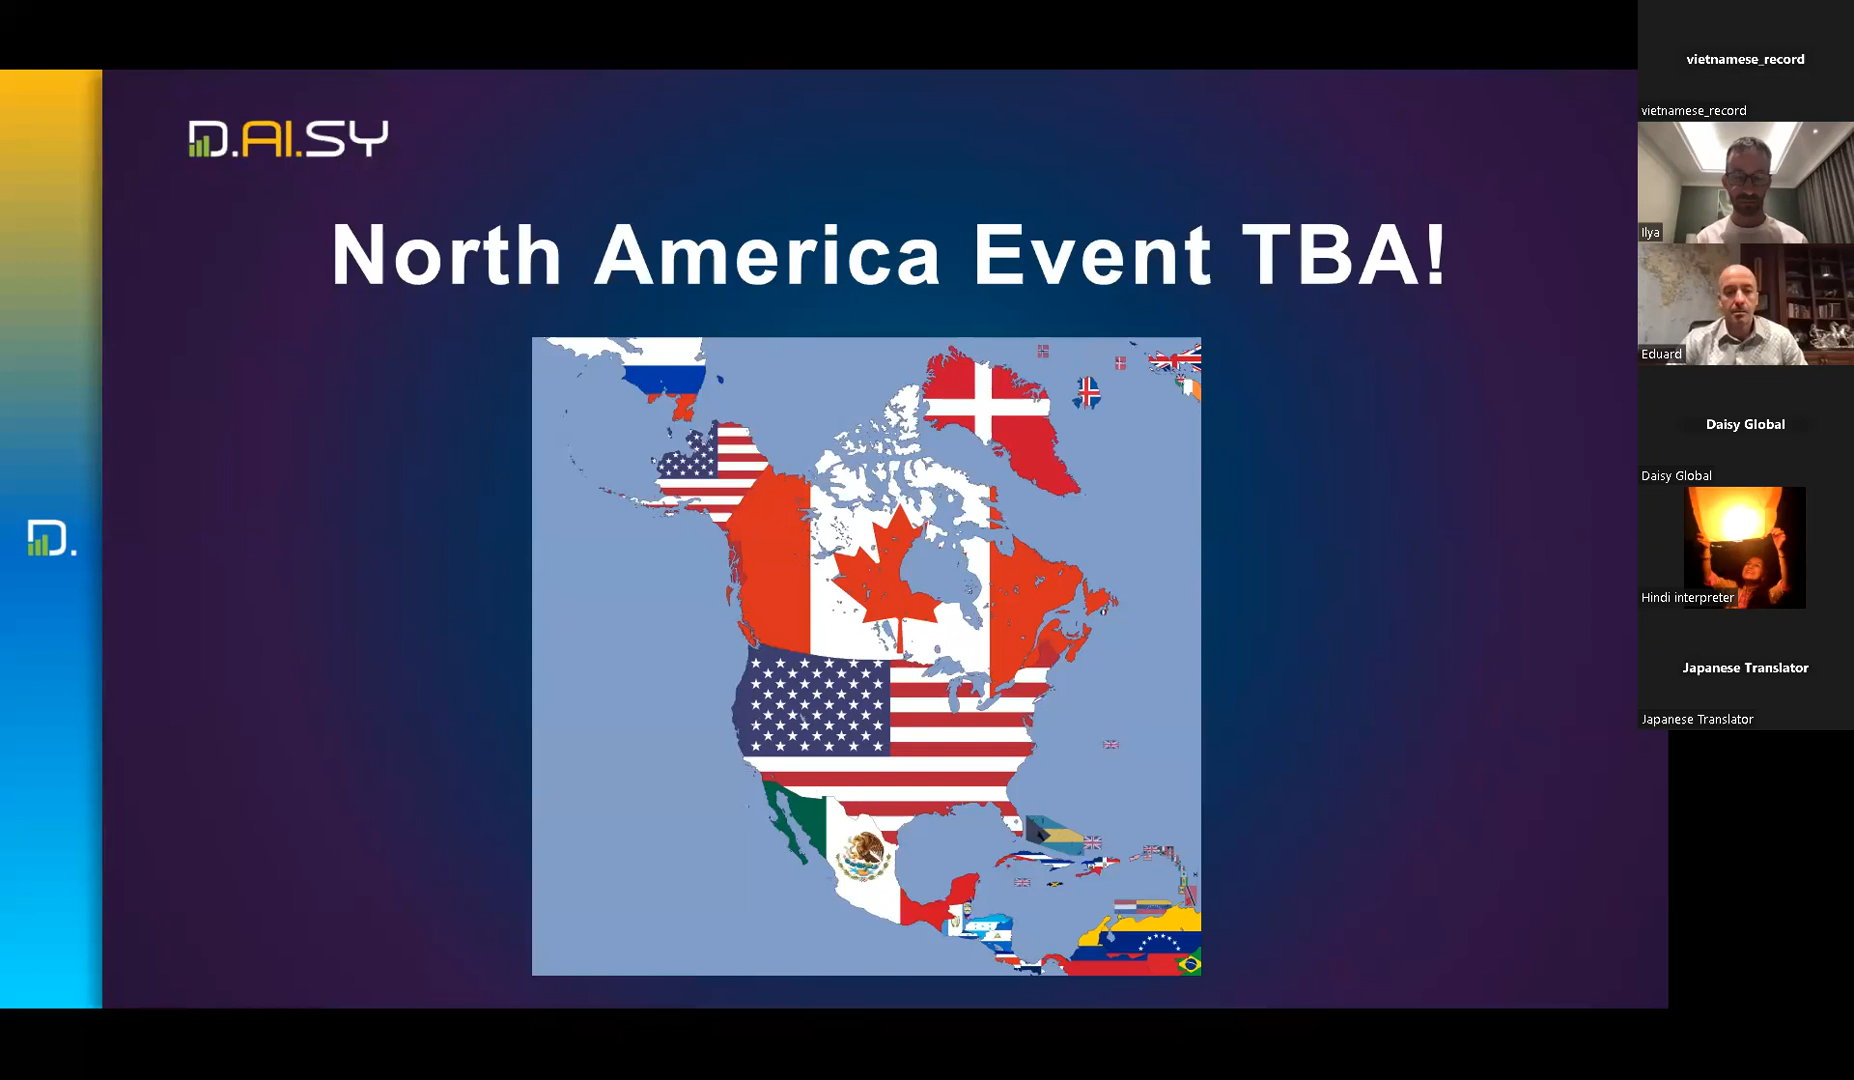 D.AI.SY
North America Event TBA!
D.
vietnamese_record
vietnamese_record
Ilya
Eduard
Daisy Global
Daisy Global
Hindi interpreter
Japanese Translator
Japanese Translator